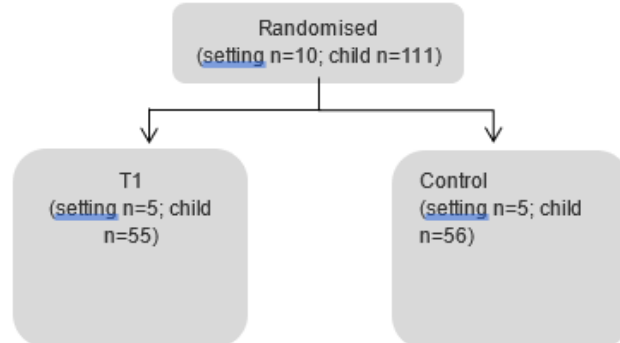 Randomised
(setting n=10; child n=111)
T1
(setting n=5; child
n=55)
Control
(setting n=5; child
n=56)